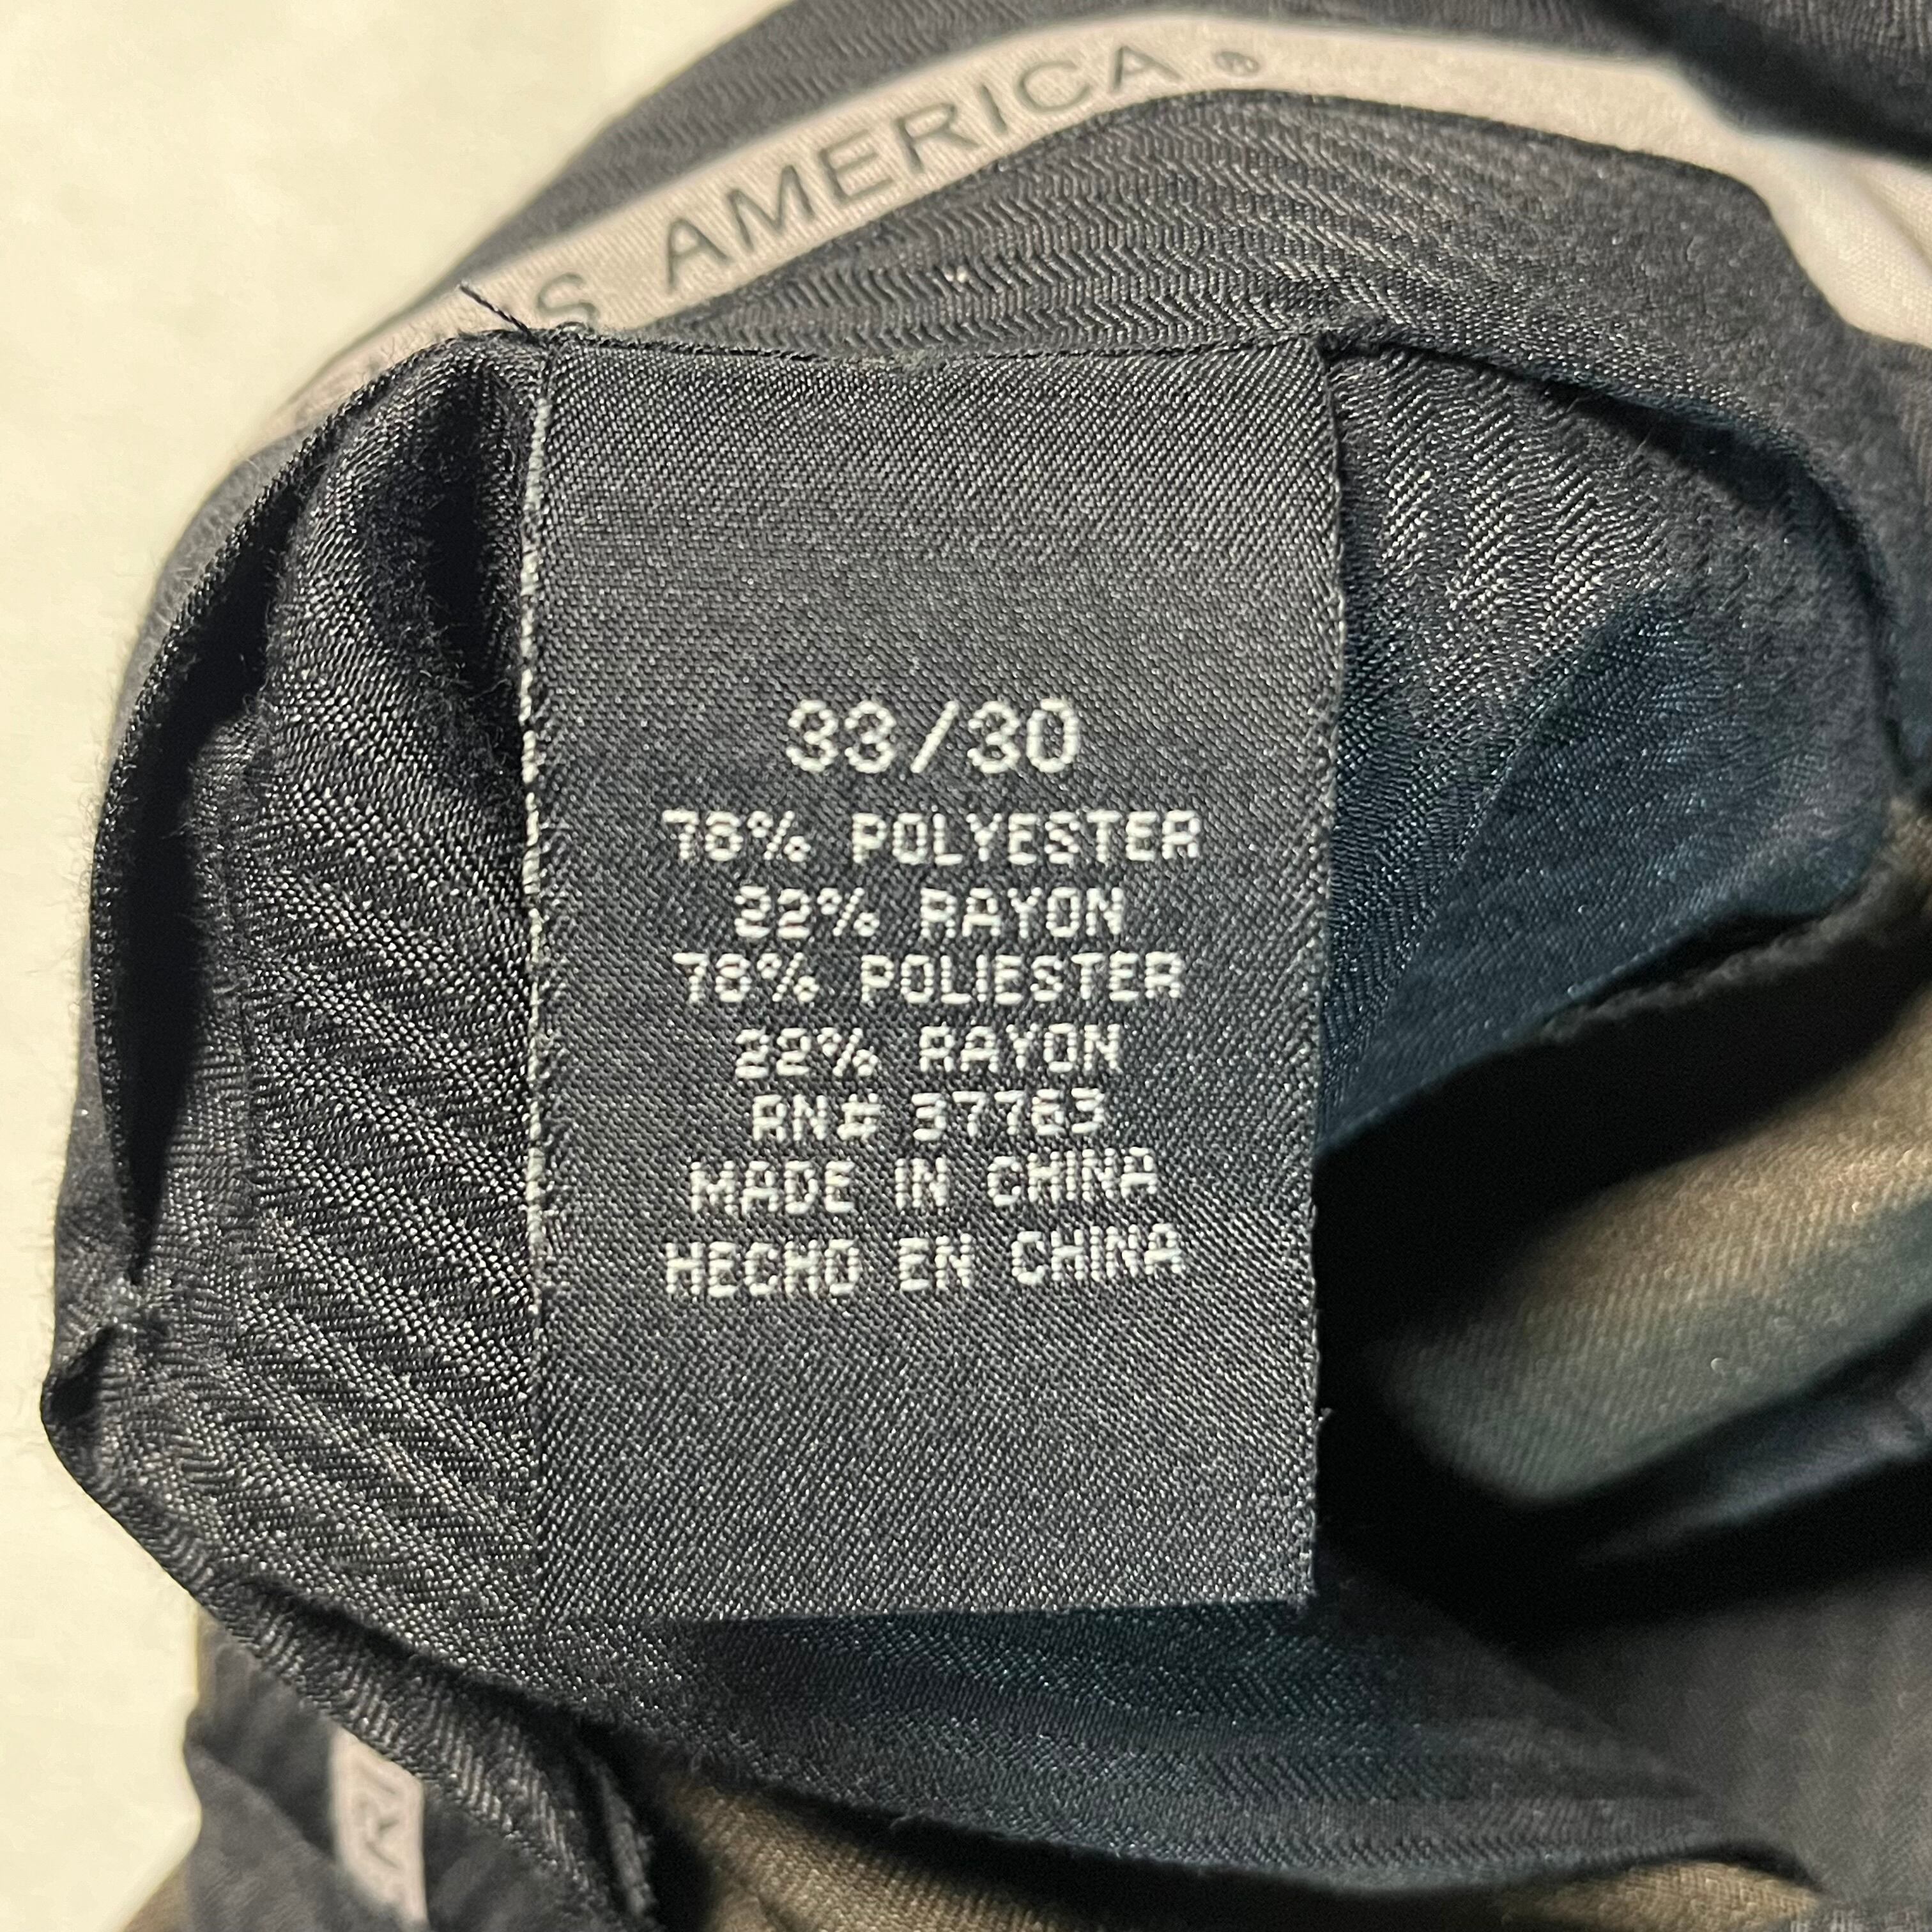 AMERICA®
33/30
78% POLYESTER
22% RAYON
78% POLIESTER
22% RAYON
RN# 37763
MADE IN CHINA
HECHO EN CHINA